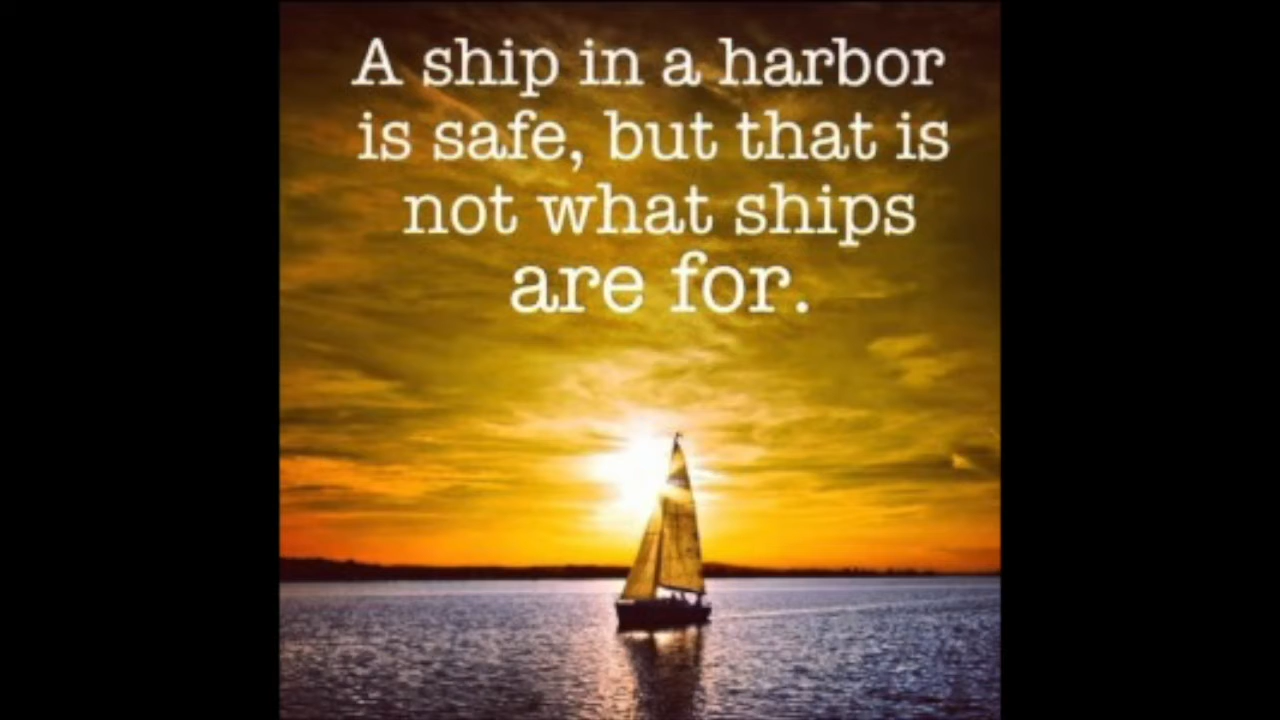 A ship in a harbor
is safe, but that is
not what ships
are for.